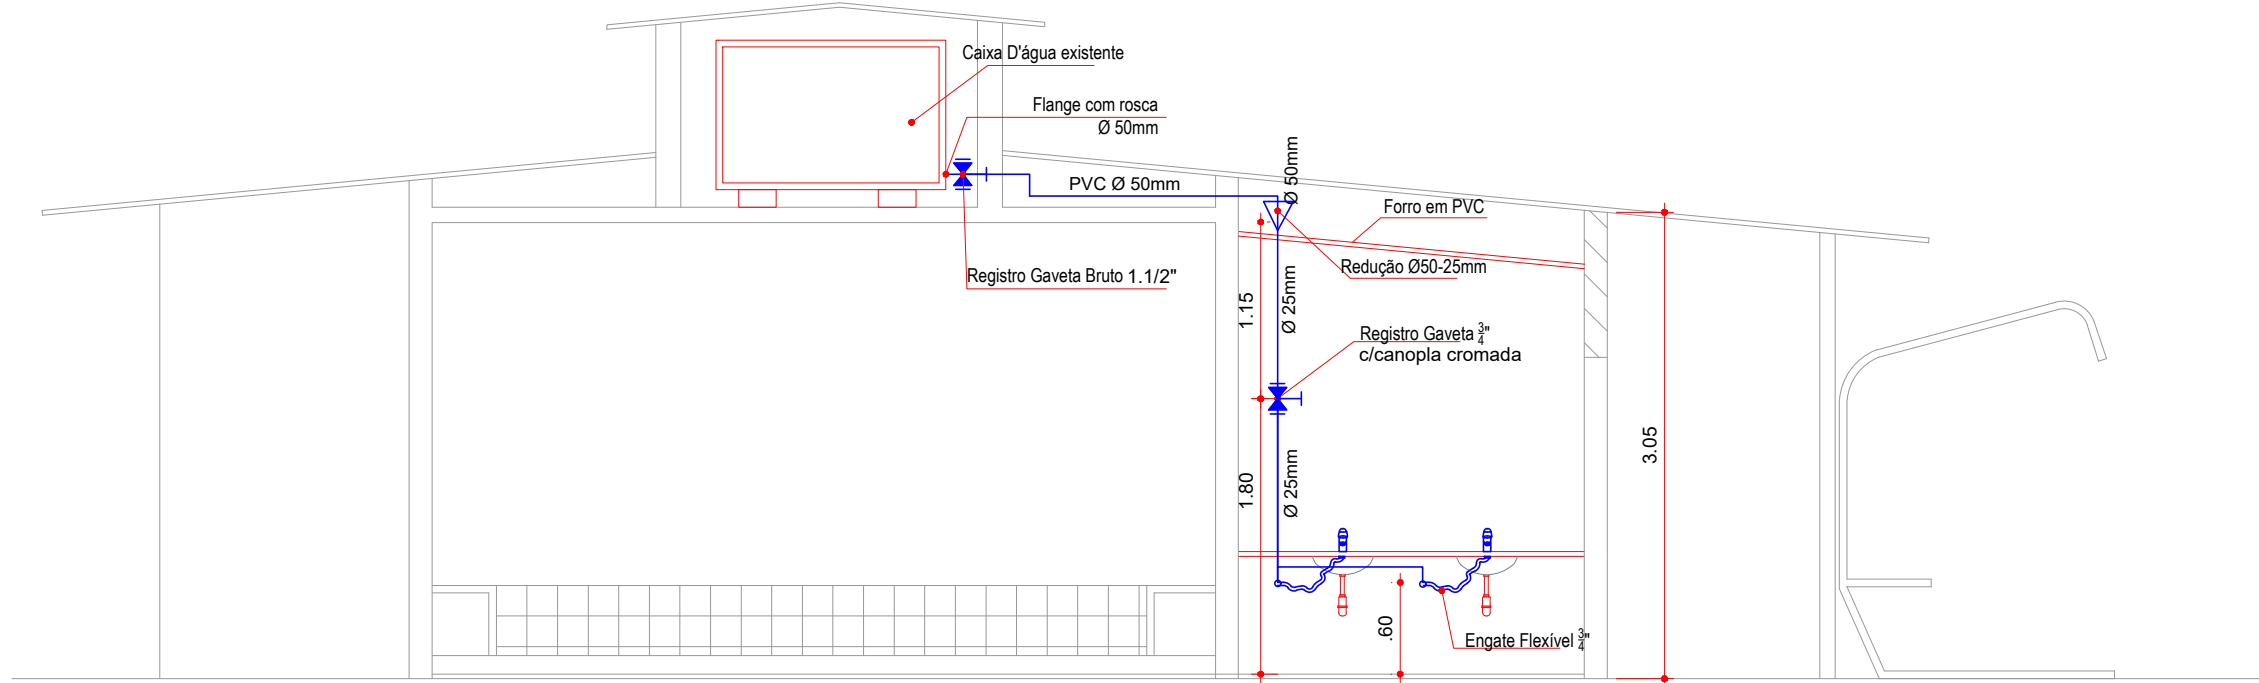 Caixa D'água existente
Flange com rosca
Ø 50mm
PVC Ø 50mm
Ø 50mm
Forro em PVC
Redução Ø50-25mm
Registro Gaveta Bruto 1.1/2"
1.15
Ø 25mm
Registro Gaveta 3/4"
c/canopla cromada
3.05
1.80
Ø 25mm
.60
Engate Flexível 3/4"